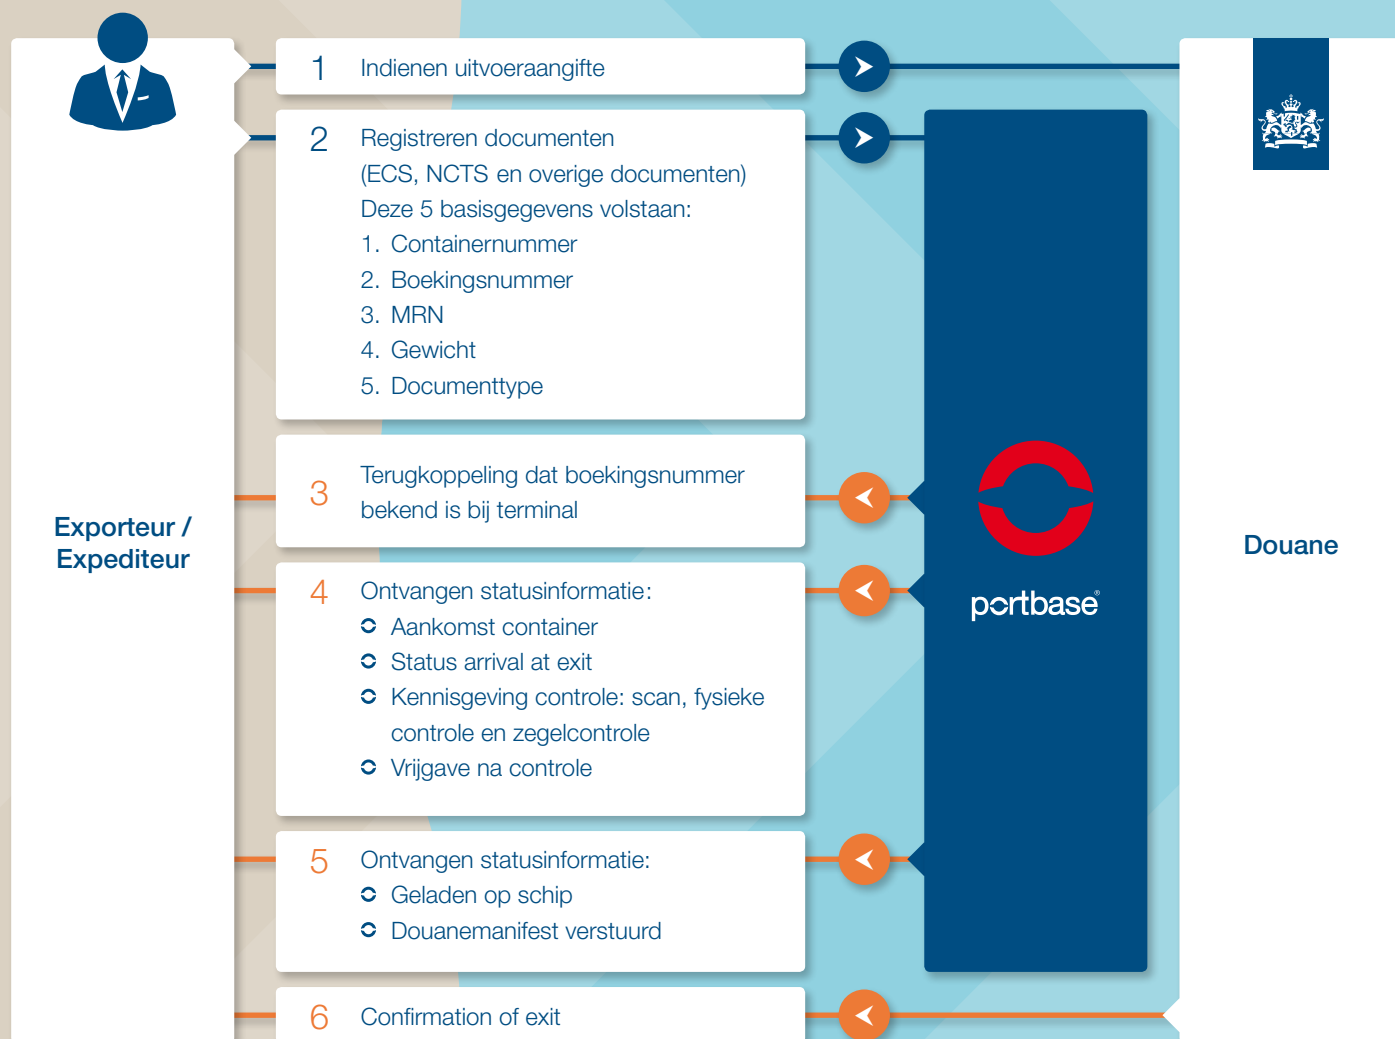 1 Indienen uitvoeraangifte
2 Registreren documenten
(ECS, NCTS en overige documenten)
Deze 5 basisgegevens volstaan:
1. Containernummer
2. Boekingsnummer
3. MRN
4. Gewicht
5. Documenttype
3 Terugkoppeling dat boekingsnummer
bekend is bij terminal
4 Ontvangen statusinformatie:
Aankomst container
Status arrival at exit
Kennisgeving controle: scan, fysieke
controle en zegelcontrole
Vrijgave na controle
5 Ontvangen statusinformatie:
Geladen op schip
Douanemanifest verstuurd
6 Confirmation of exit
Exporteur /
Expediteur
portbase®
Douane